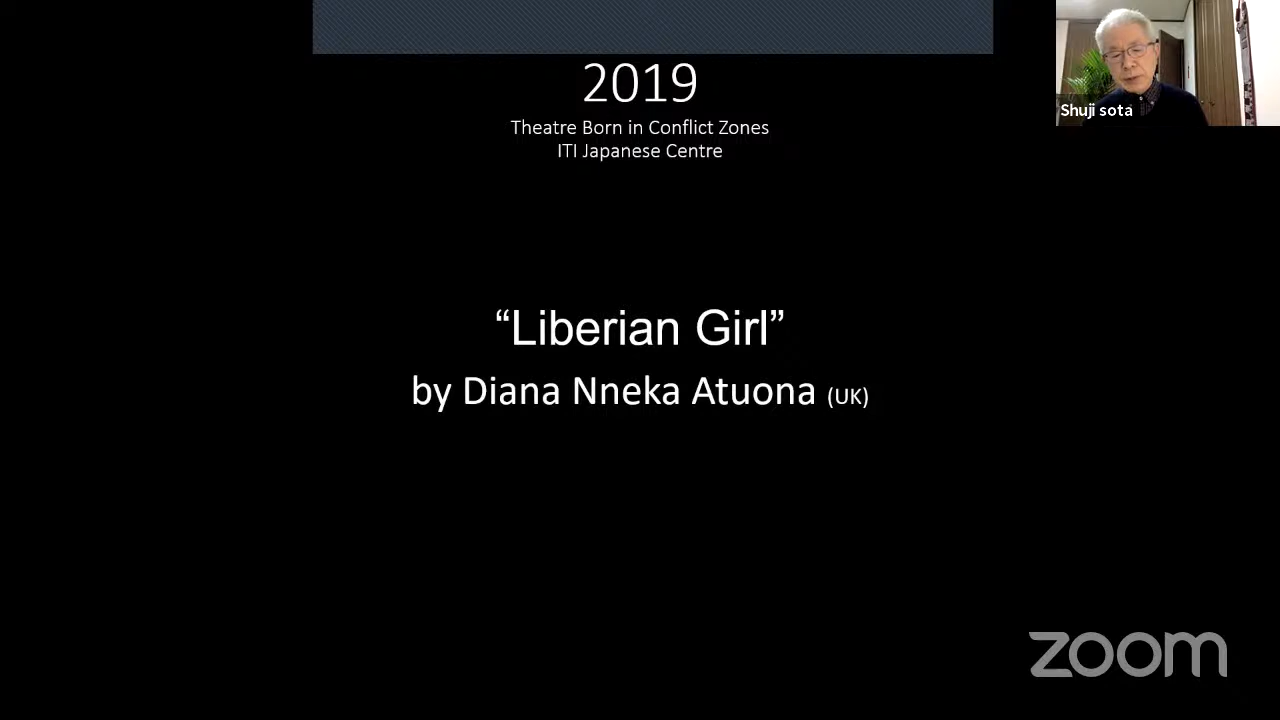 2019
Theatre Born in Conflict Zones
ITI Japanese Centre
Shuji sota
“Liberian Girl”
by Diana Nneka Atuona (UK)
zoom